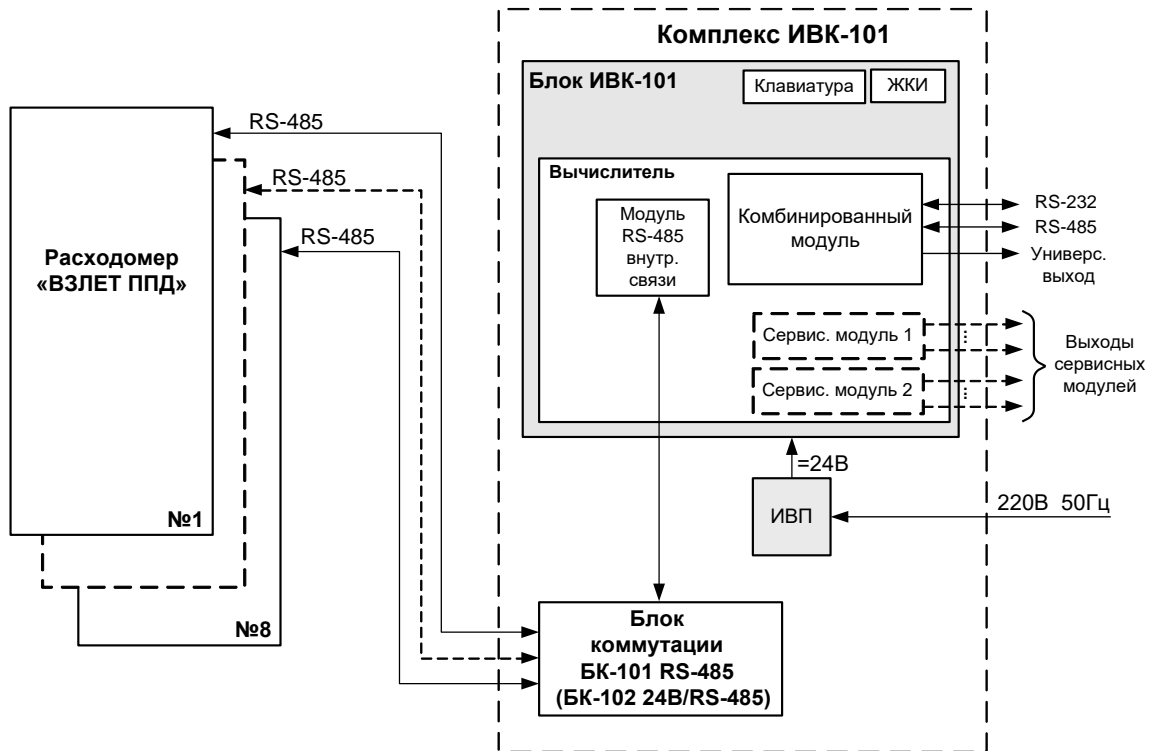 Комплекс ИВК-101
Блок ИВК-101
Клавиатура
ЖКИ
RS-485
RS-485
RS-485
Расходомер
«ВЗЛЕТ ППД»
№1
№8
Вычислитель
Модуль
RS-485
внутр.
связи
Комбинированный
модуль
RS-232
RS-485
Универс.
выход
Сервис. модуль 1
Сервис. модуль 2
Выходы
сервисных
модулей
=24В
ИВП
220В 50Гц
Блок
коммутации
БК-101 RS-485
(БК-102 24В/RS-485)